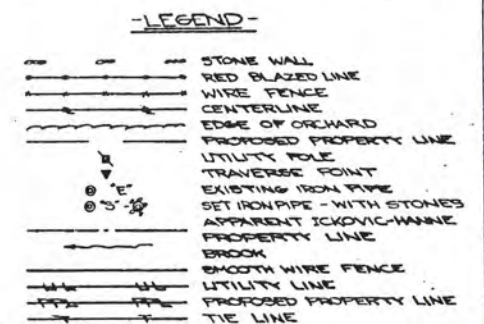 -LEGEND-
STONE WALL
RED BLAZED LINE
WIRE FENCE
CENTERLINE
EDGE OF ORCHARD
PROPOSED PROPERTY LINE
UTILITY POLE
TRAVERSE POINT
"E" EXISTING IRON PIPE
"S" SET IRON PIPE - WITH STONES
APPARENT ICKOVIC-HANNE
PROPERTY LINE
BROOK
SMOOTH WIRE FENCE
UTILITY LINE
PROPOSED PROPERTY LINE
TIE LINE